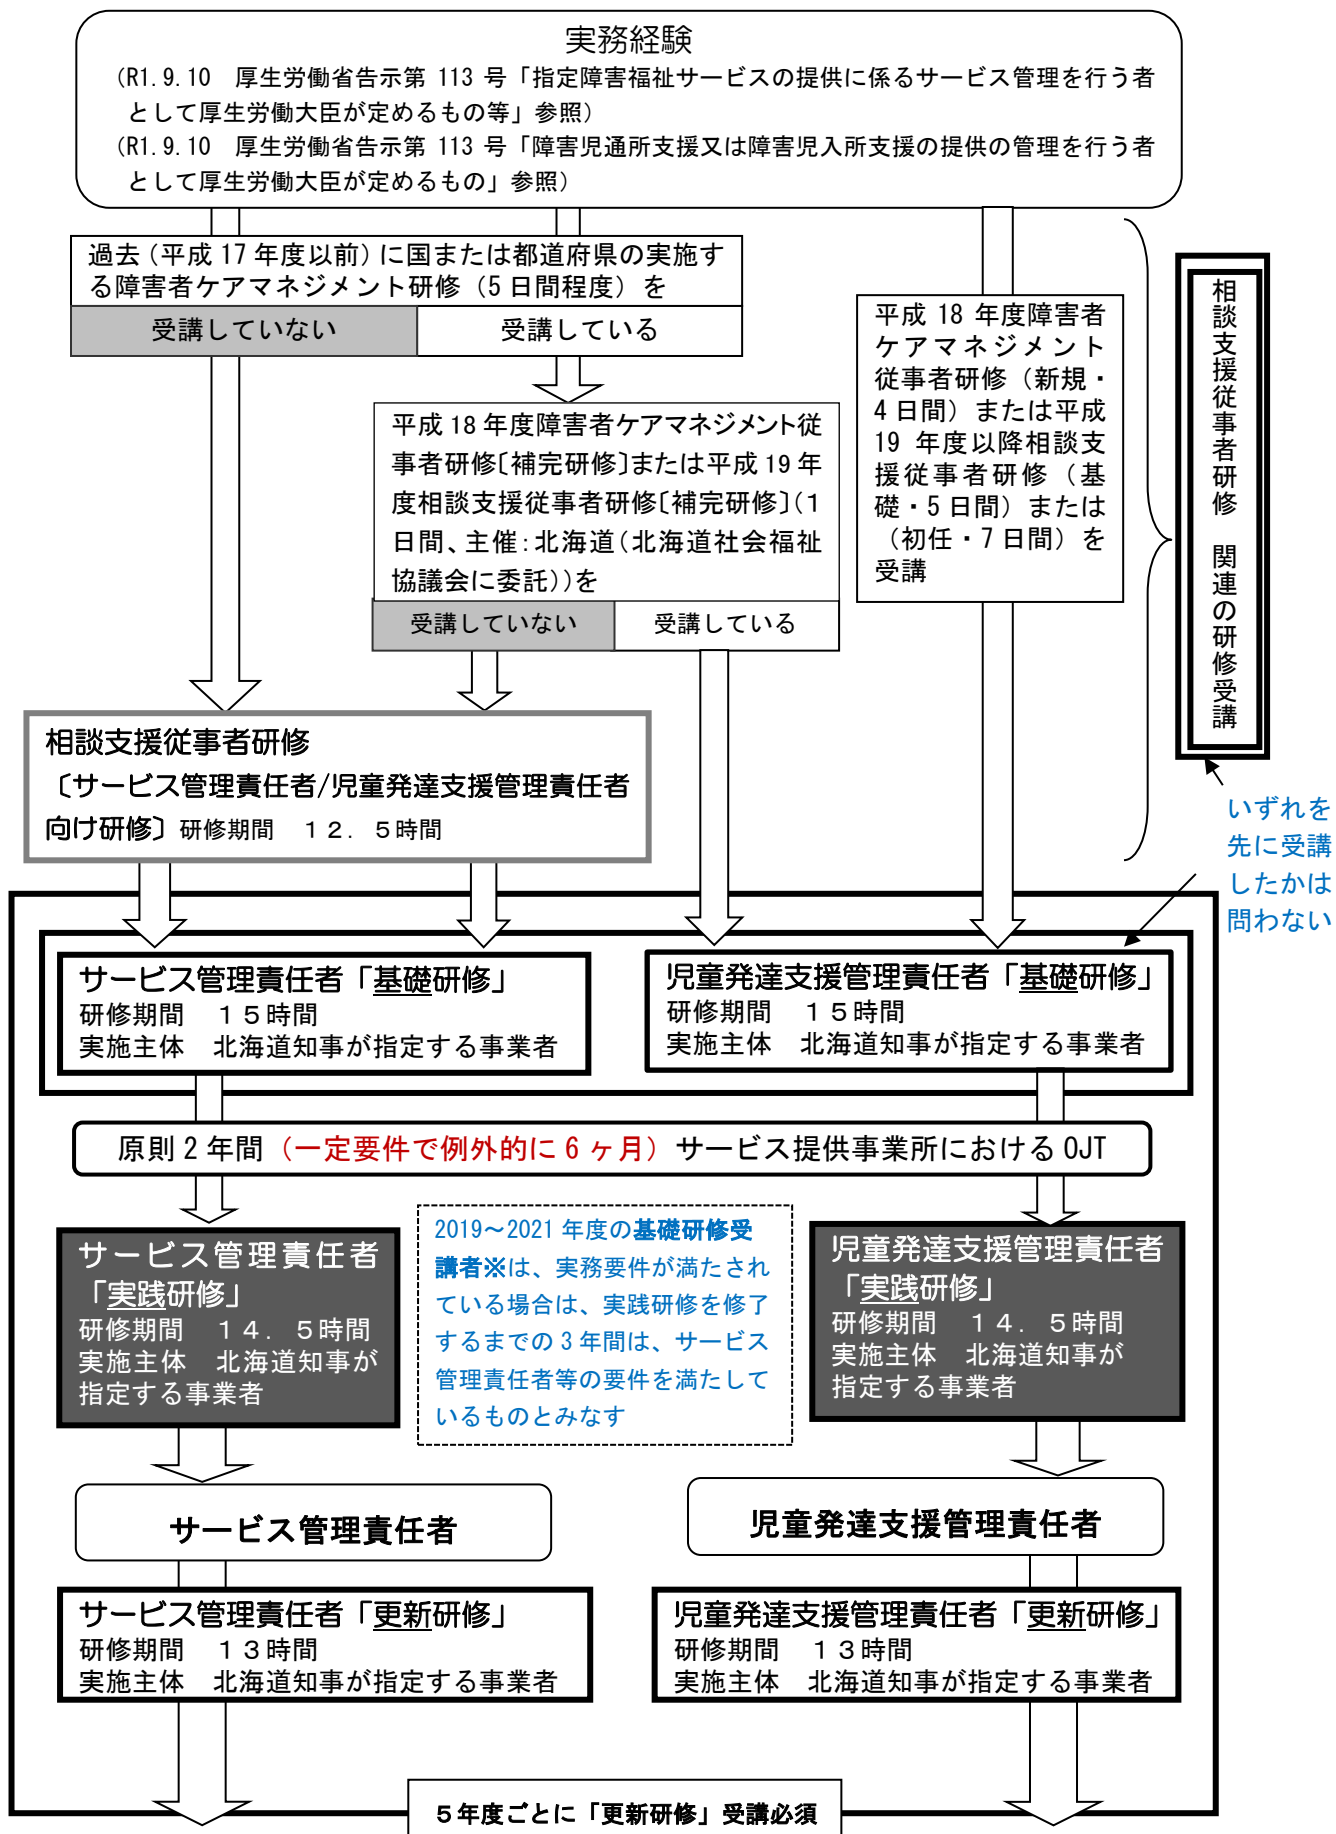 実務経験
（R1.9.10　厚生労働省告示第 113 号「指定障害福祉サービスの提供に係るサービス管理を行う者
として厚生労働大臣が定めるもの等」参照）
（R1.9.10　厚生労働省告示第 113 号「障害児通所支援又は障害児入所支援の提供の管理を行う者
として厚生労働大臣が定めるもの」参照）
過去（平成 17 年度以前）に国または都道府県の実施す
る障害者ケアマネジメント研修（5 日間程度）を
受講していない
受講している
平成 18 年度障害者ケアマネジメント従
事者研修〔補完研修〕または平成 19 年
度相談支援従事者研修〔補完研修〕（1
日間、主催：北海道（北海道社会福祉
協議会に委託））を
受講していない
受講している
平成 18 年度障害者
ケアマネジメント
従事者研修（新規・
4 日間）または平成
19 年度以降相談支
援従事者研修（基
礎・5 日間）または
（初任・7 日間）を
受講
相談支援従事者研修　関連の研修受講
いずれを
先に受講
したかは
問わない
相談支援従事者研修
〔サービス管理責任者/児童発達支援管理責任者
向け研修〕研修期間　１２．５時間
サービス管理責任者「基礎研修」
研修期間　１５時間
実施主体　北海道知事が指定する事業者
児童発達支援管理責任者「基礎研修」
研修期間　１５時間
実施主体　北海道知事が指定する事業者
原則 2 年間（一定要件で例外的に 6 ヶ月）サービス提供事業所における OJT
サービス管理責任者
「実践研修」
研修期間　１４．５時間
実施主体　北海道知事が
指定する事業者
2019～2021 年度の基礎研修受
講者※は、実務要件が満たされ
ている場合は、実践研修を修了
するまでの 3 年間は、サービス
管理責任者等の要件を満たして
いるものとみなす
児童発達支援管理責任者
「実践研修」
研修期間　１４．５時間
実施主体　北海道知事が
指定する事業者
サービス管理責任者
児童発達支援管理責任者
サービス管理責任者「更新研修」
研修期間　１３時間
実施主体　北海道知事が指定する事業者
児童発達支援管理責任者「更新研修」
研修期間　１３時間
実施主体　北海道知事が指定する事業者
５年度ごとに「更新研修」受講必須